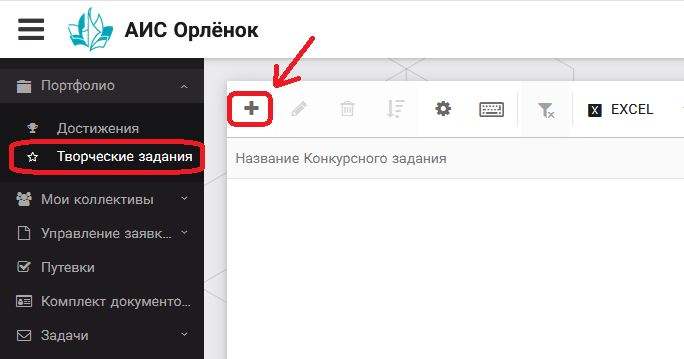 АИС Орлёнок
Портфолио
Достижения
Творческие задания
Мои коллективы
Управление заявк...
Путевки
Комплект документо...
Задачи
EXCEL
Название Конкурсного задания